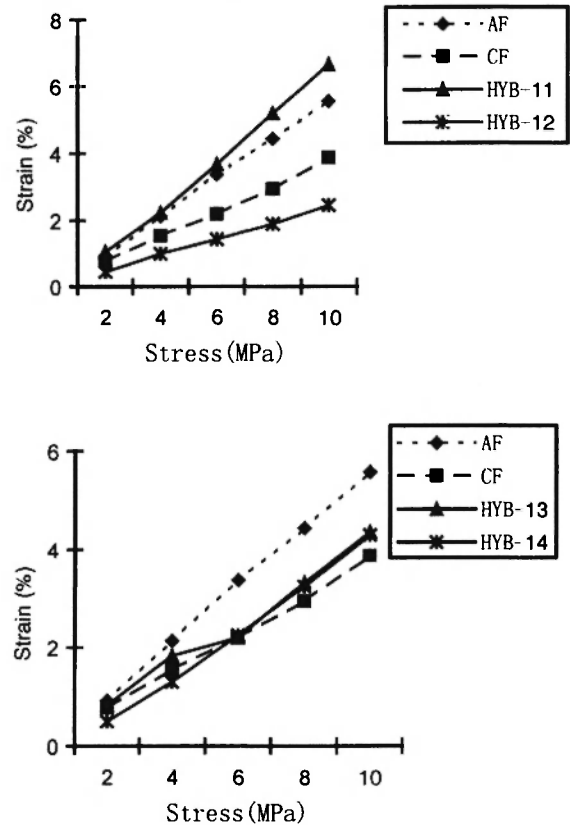 8
6
4
2
0
Strain (%)
2 4 6 8 10
Stress(MPa)
AF
CF
HYB-11
HYB-12
6
4
2
0
Strain (%)
2 4 6 8 10
Stress(MPa)
AF
CF
HYB-13
HYB-14